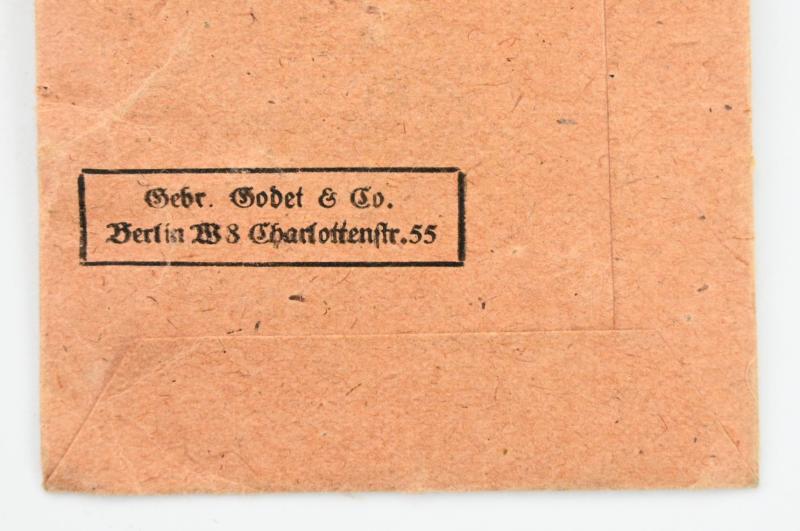 Gebr. Godet & Co.
Berlin W8 Charlottenstr. 55